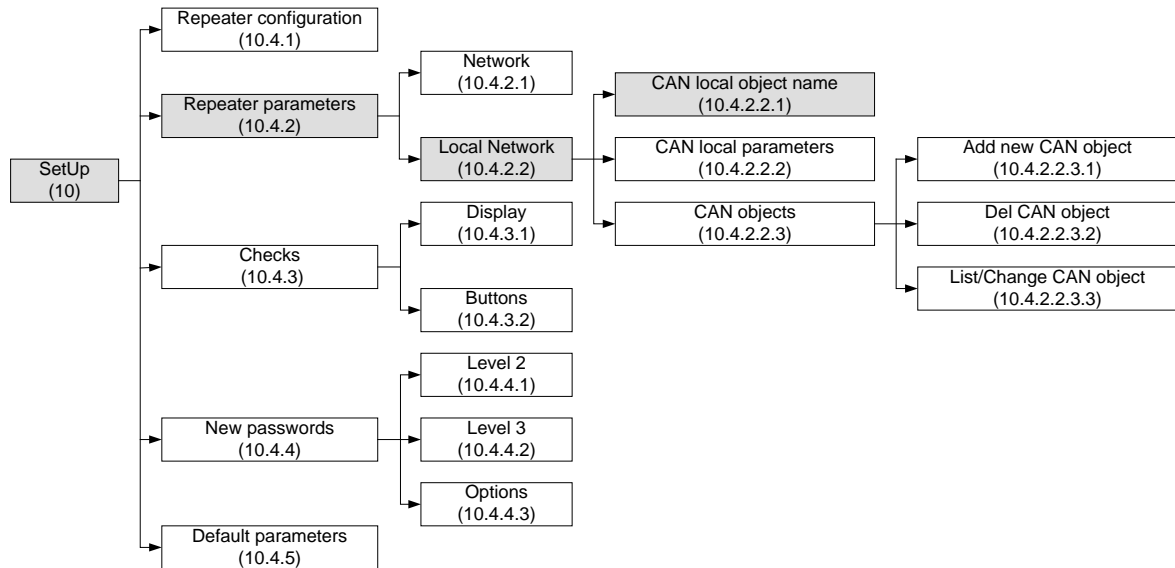 SetUp
(10)
Repeater configuration
(10.4.1)
Repeater parameters
(10.4.2)
Network
(10.4.2.1)
Local Network
(10.4.2.2)
CAN local object name
(10.4.2.2.1)
CAN local parameters
(10.4.2.2.2)
CAN objects
(10.4.2.2.3)
Add new CAN object
(10.4.2.2.3.1)
Del CAN object
(10.4.2.2.3.2)
List/Change CAN object
(10.4.2.2.3.3)
Checks
(10.4.3)
Display
(10.4.3.1)
Buttons
(10.4.3.2)
New passwords
(10.4.4)
Level 2
(10.4.4.1)
Level 3
(10.4.4.2)
Options
(10.4.4.3)
Default parameters
(10.4.5)